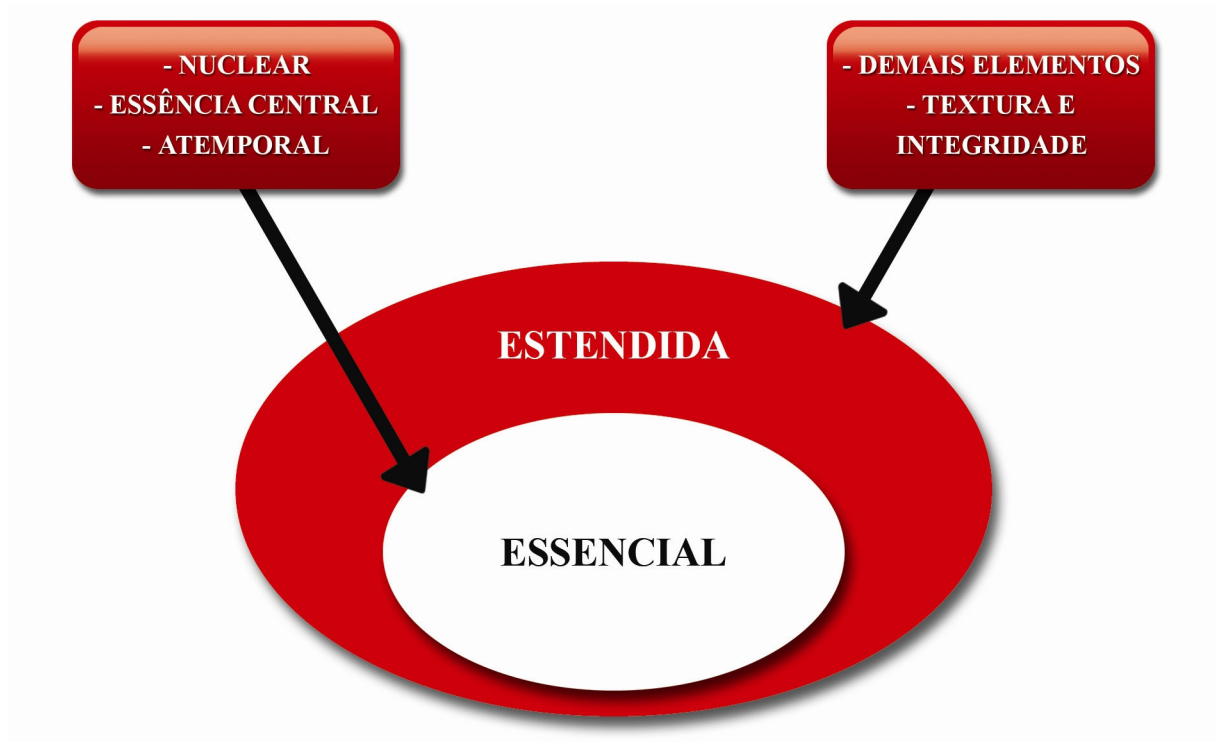 - NUCLEAR
- ESSÊNCIA CENTRAL
- ATEMPORAL
- DEMAIS ELEMENTOS
- TEXTURA E
INTEGRIDADE
ESTENDIDA
ESSENCIAL